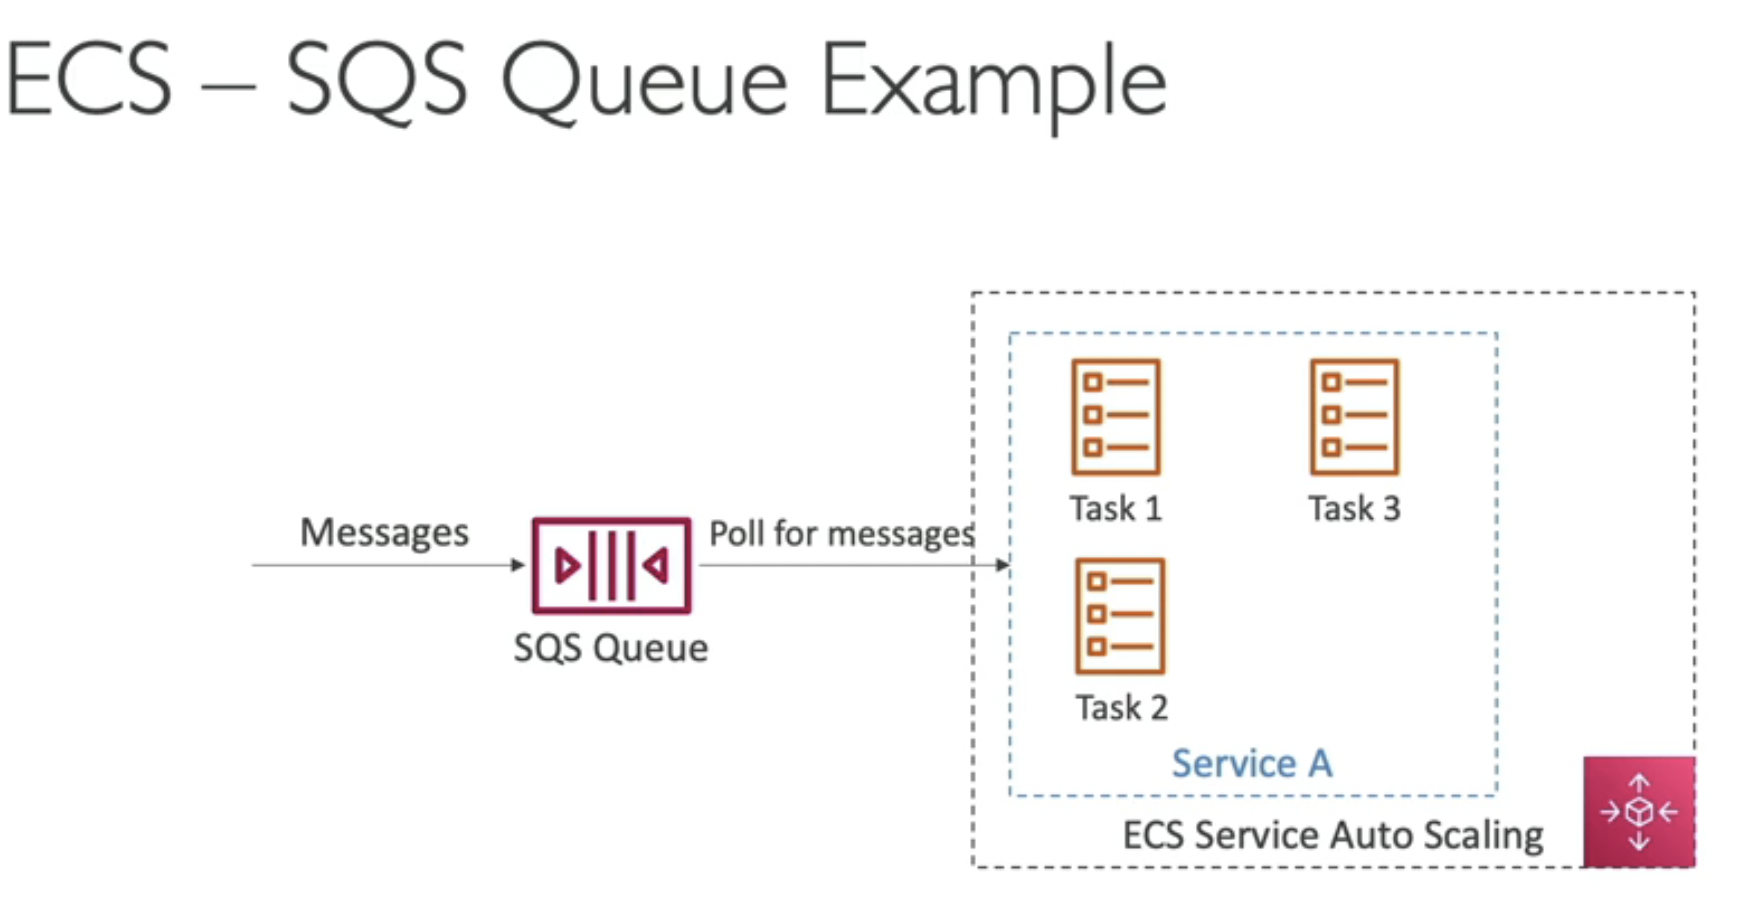 ECS – SQS Queue Example
Messages
SQS Queue
Poll for messages
Task 1
Task 3
Task 2
Service A
ECS Service Auto Scaling